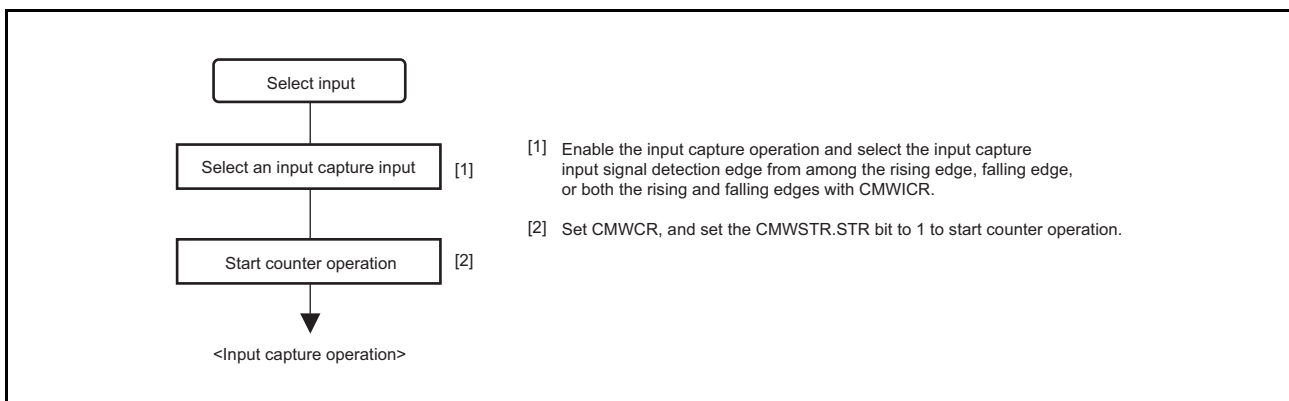 Select input
Select an input capture input [1]
Start counter operation [2]
<Input capture operation>
[1] Enable the input capture operation and select the input capture
input signal detection edge from among the rising edge, falling edge,
or both the rising and falling edges with CMWICR.
[2] Set CMWCR, and set the CMWSTR.STR bit to 1 to start counter operation.